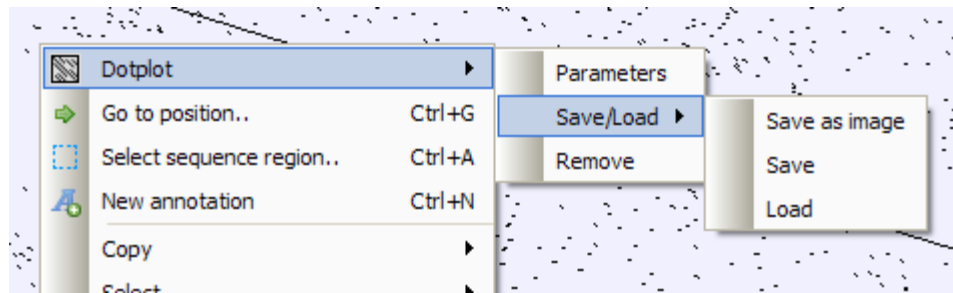 Dotplot
Go to position.. Ctrl+G
Select sequence region.. Ctrl+A
New annotation Ctrl+N
Copy
Select
Parameters
Save/Load
Remove
Save as image
Save
Load